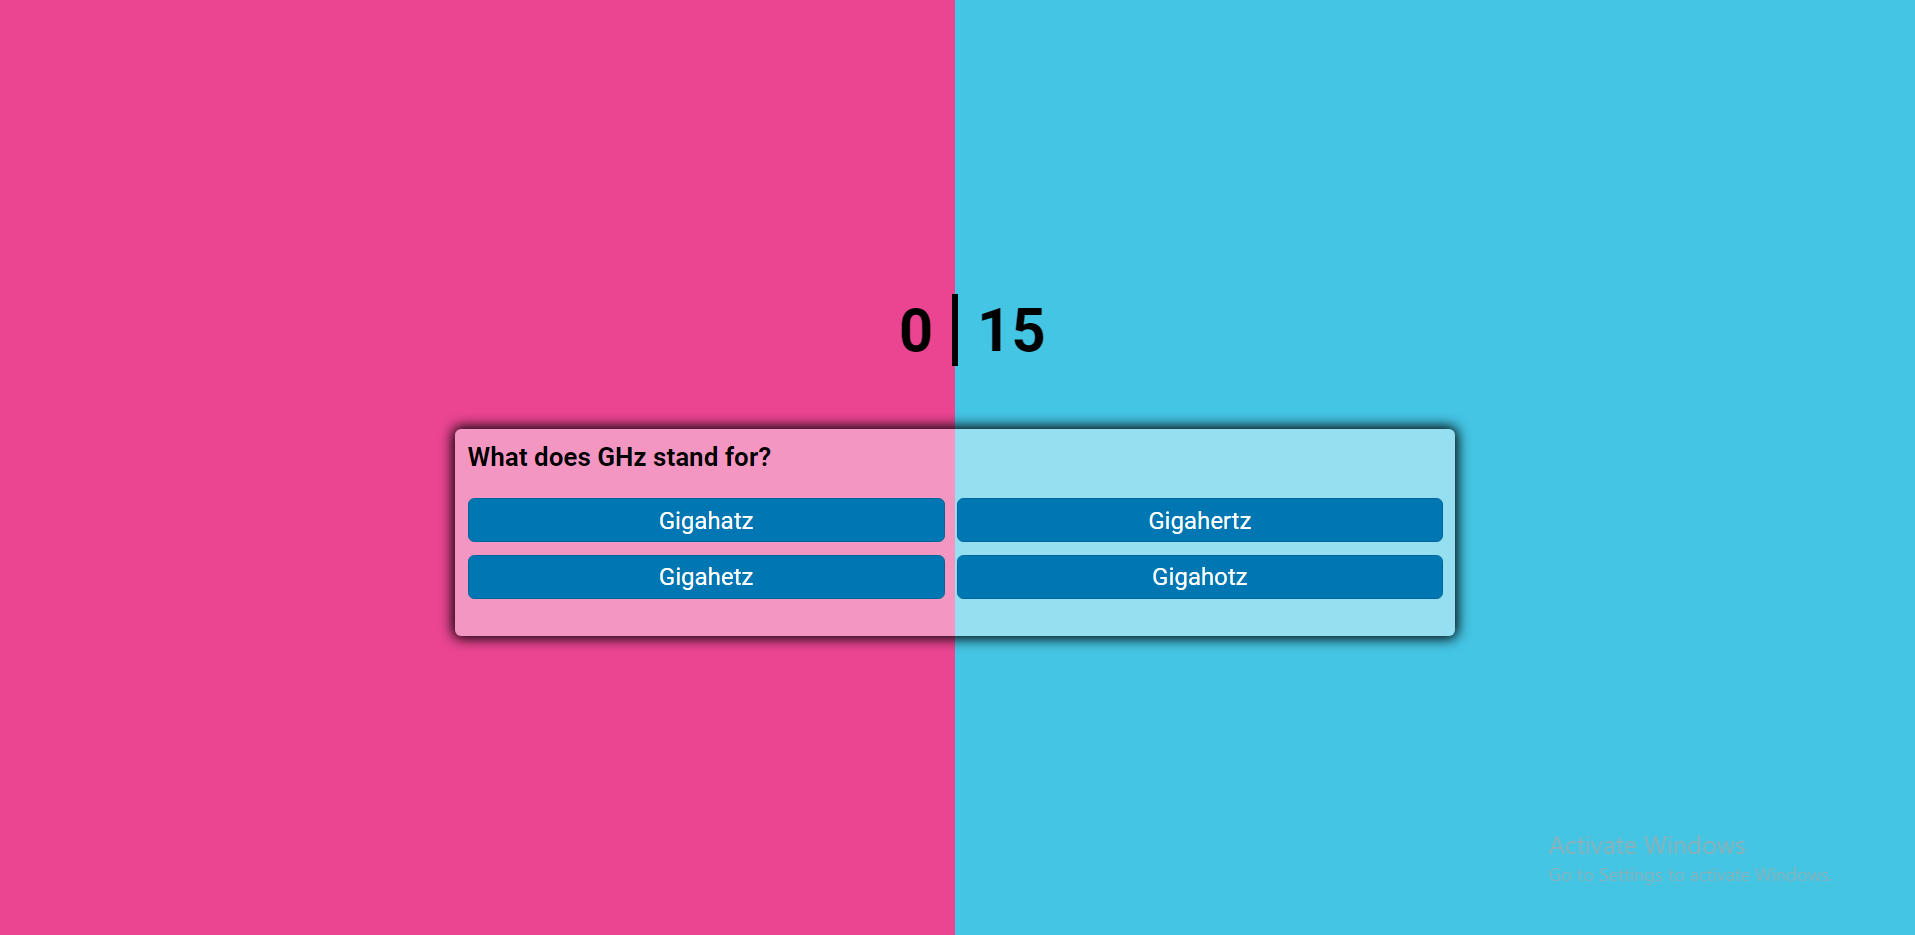 0 | 15
What does GHz stand for?
Gigahatz
Gigahertz
Gigahetz
Gigahotz
Activate Windows
Go to Settings to activate Windows.